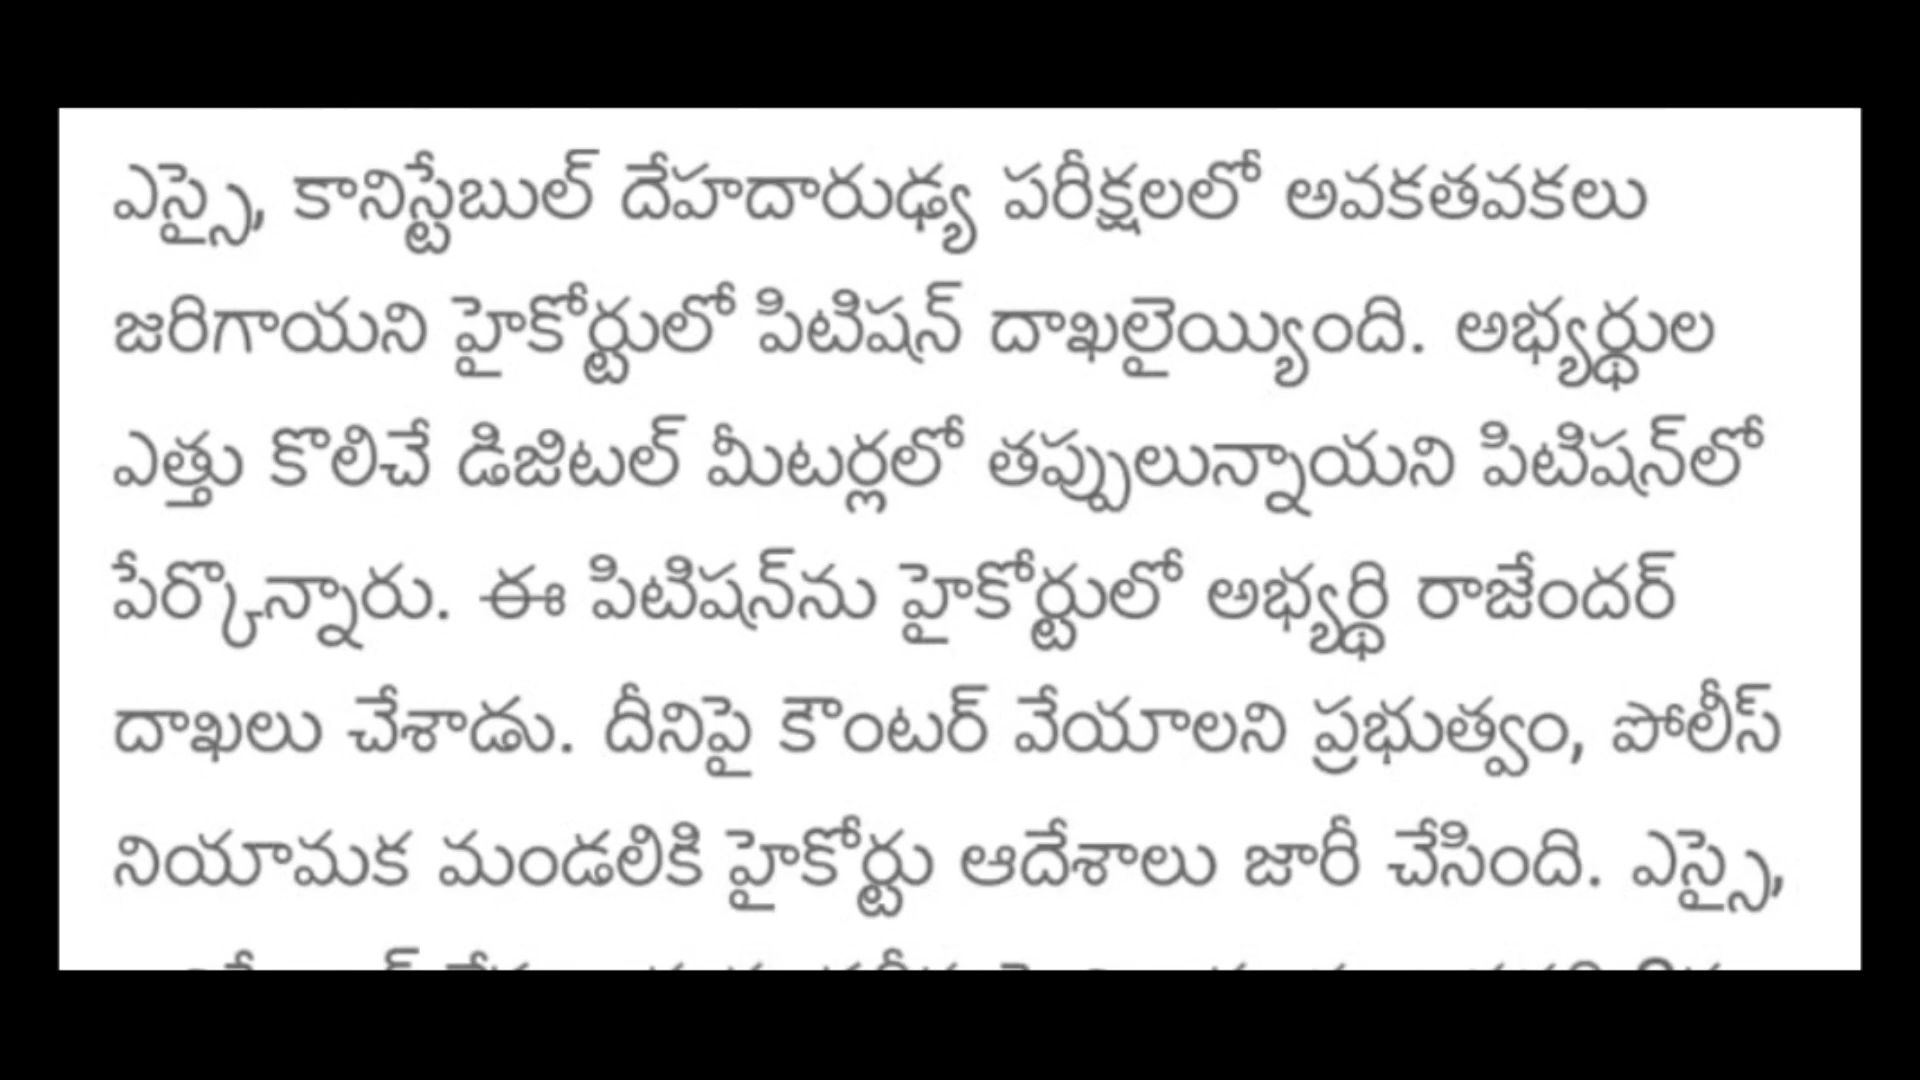 ఎస్సై, కానిస్టేబుల్ దేహదారుఢ్య పరీక్షలలో అవకతవకలు
జరిగాయని హైకోర్టులో పిటిషన్ దాఖలైయ్యింది. అభ్యర్థుల
ఎత్తు కొలిచే డిజిటల్ మీటర్లలో తప్పులున్నాయని పిటిషన్‌లో
పేర్కొన్నారు. ఈ పిటిషన్‌ను హైకోర్టులో అభ్యర్థి రాజేందర్
దాఖలు చేశాడు. దీనిపై కౌంటర్ వేయాలని ప్రభుత్వం, పోలీస్
నియామక మండలికి హైకోర్టు ఆదేశాలు జారీ చేసింది. ఎస్సై,